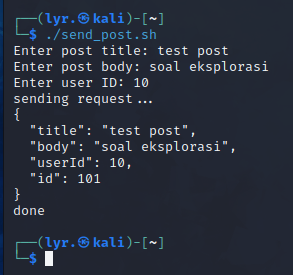 ┌──(lyr.㉿kali)-[~]
└─$ ./send_post.sh
Enter post title: test post
Enter post body: soal eksplorasi
Enter user ID: 10
sending request...
{
  "title": "test post",
  "body": "soal eksplorasi",
  "userId": 10,
  "id": 101
}
done
┌──(lyr.㉿kali)-[~]
└─$